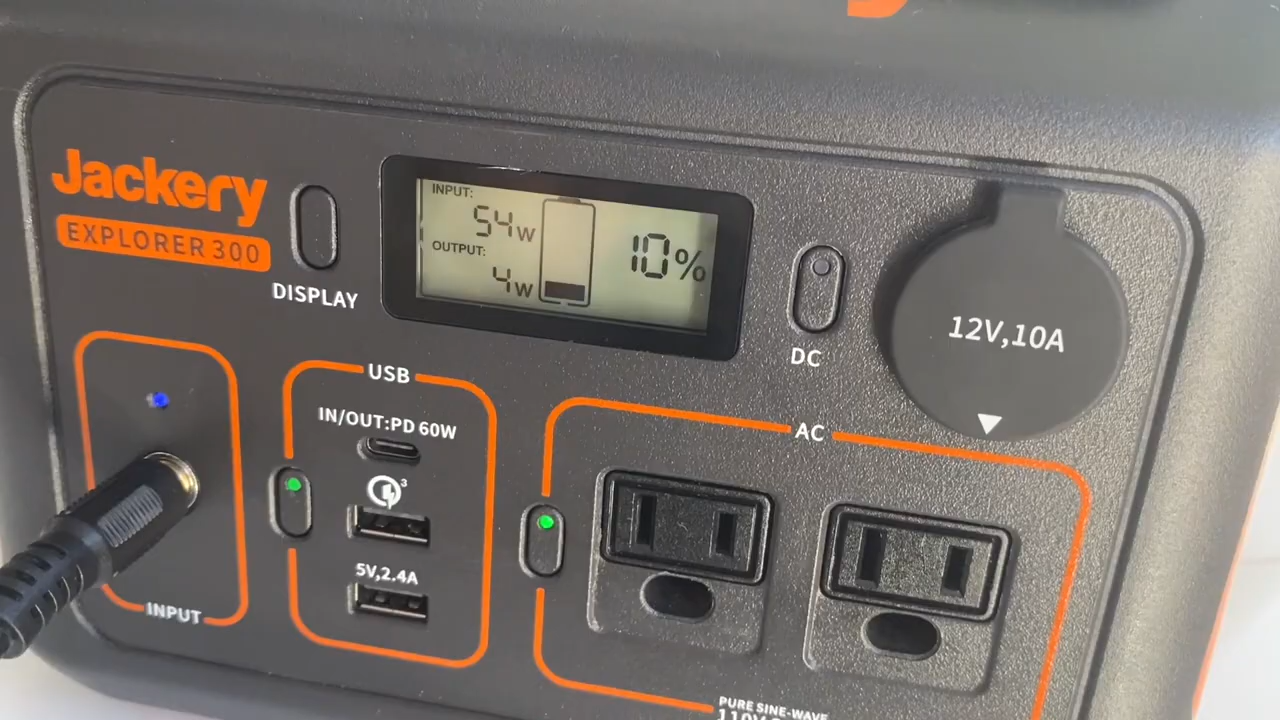 Jackery
EXPLORER 300
DISPLAY
INPUT:
54W
OUTPUT:
4W
10%
DC
12V,10A
USB
IN/OUT:PD 60W
3
5V,2.4A
INPUT
AC
PURE SINE-WAVE
110V